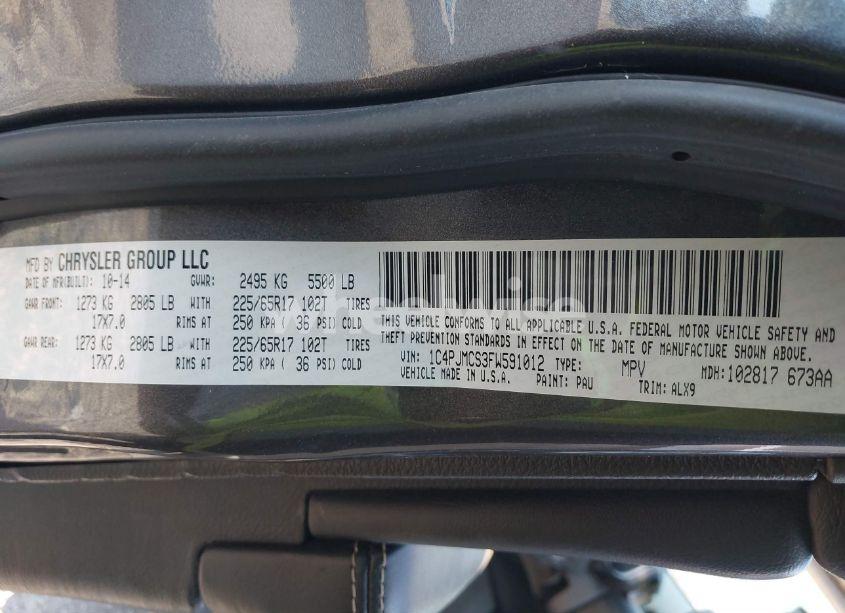 MFD BY CHRYSLER GROUP LLC
DATE OF MFR(BUILT): 10-14 GVWR: 2495 KG 5500 LB
GAWR FRONT: 1273 KG 2805 LB WITH 225/65R17 102T TIRES
17X7.0 RIMS AT 250 KPA ( 36 PSI) COLD
GAWR REAR: 1273 KG 2805 LB WITH 225/65R17 102T TIRES
17X7.0 RIMS AT 250 KPA ( 36 PSI) COLD
THIS VEHICLE CONFORMS TO ALL APPLICABLE U.S.A. FEDERAL MOTOR VEHICLE SAFETY AND
THEFT PREVENTION STANDARDS IN EFFECT ON THE DATE OF MANUFACTURE SHOWN ABOVE.
VIN: 1C4PJMCS3FW591012 TYPE: MPV MDH: 102817 673AA
VEHICLE MADE IN U.S.A. PAINT: PAU TRIM: ALX9